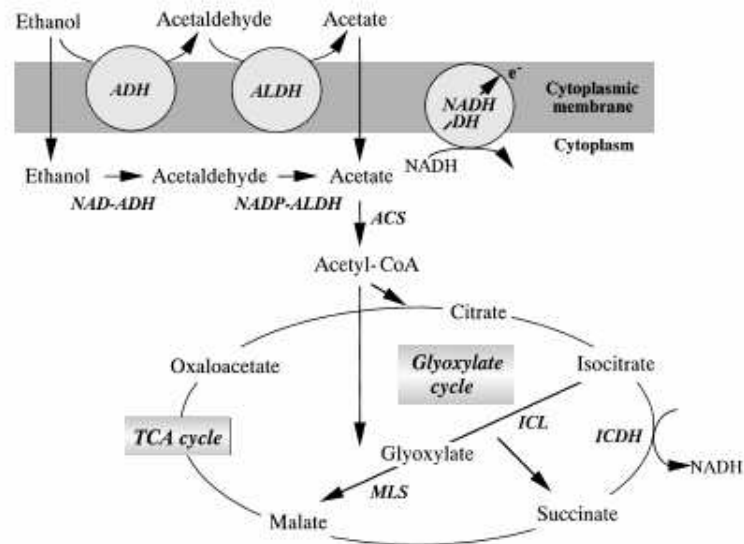 Ethanol Acetaldehyde Acetate
ADH ALDH e-
NADH
DH
Cytoplasmic
membrane
Cytoplasm
NADH
Ethanol Acetaldehyde Acetate
NAD-ADH NADP-ALDH
ACS
Acetyl-CoA
Citrate
Oxaloacetate
Glyoxylate
cycle
Isocitrate
TCA cycle
ICL
ICDH
Glyoxylate
NADH
MLS
Malate
Succinate